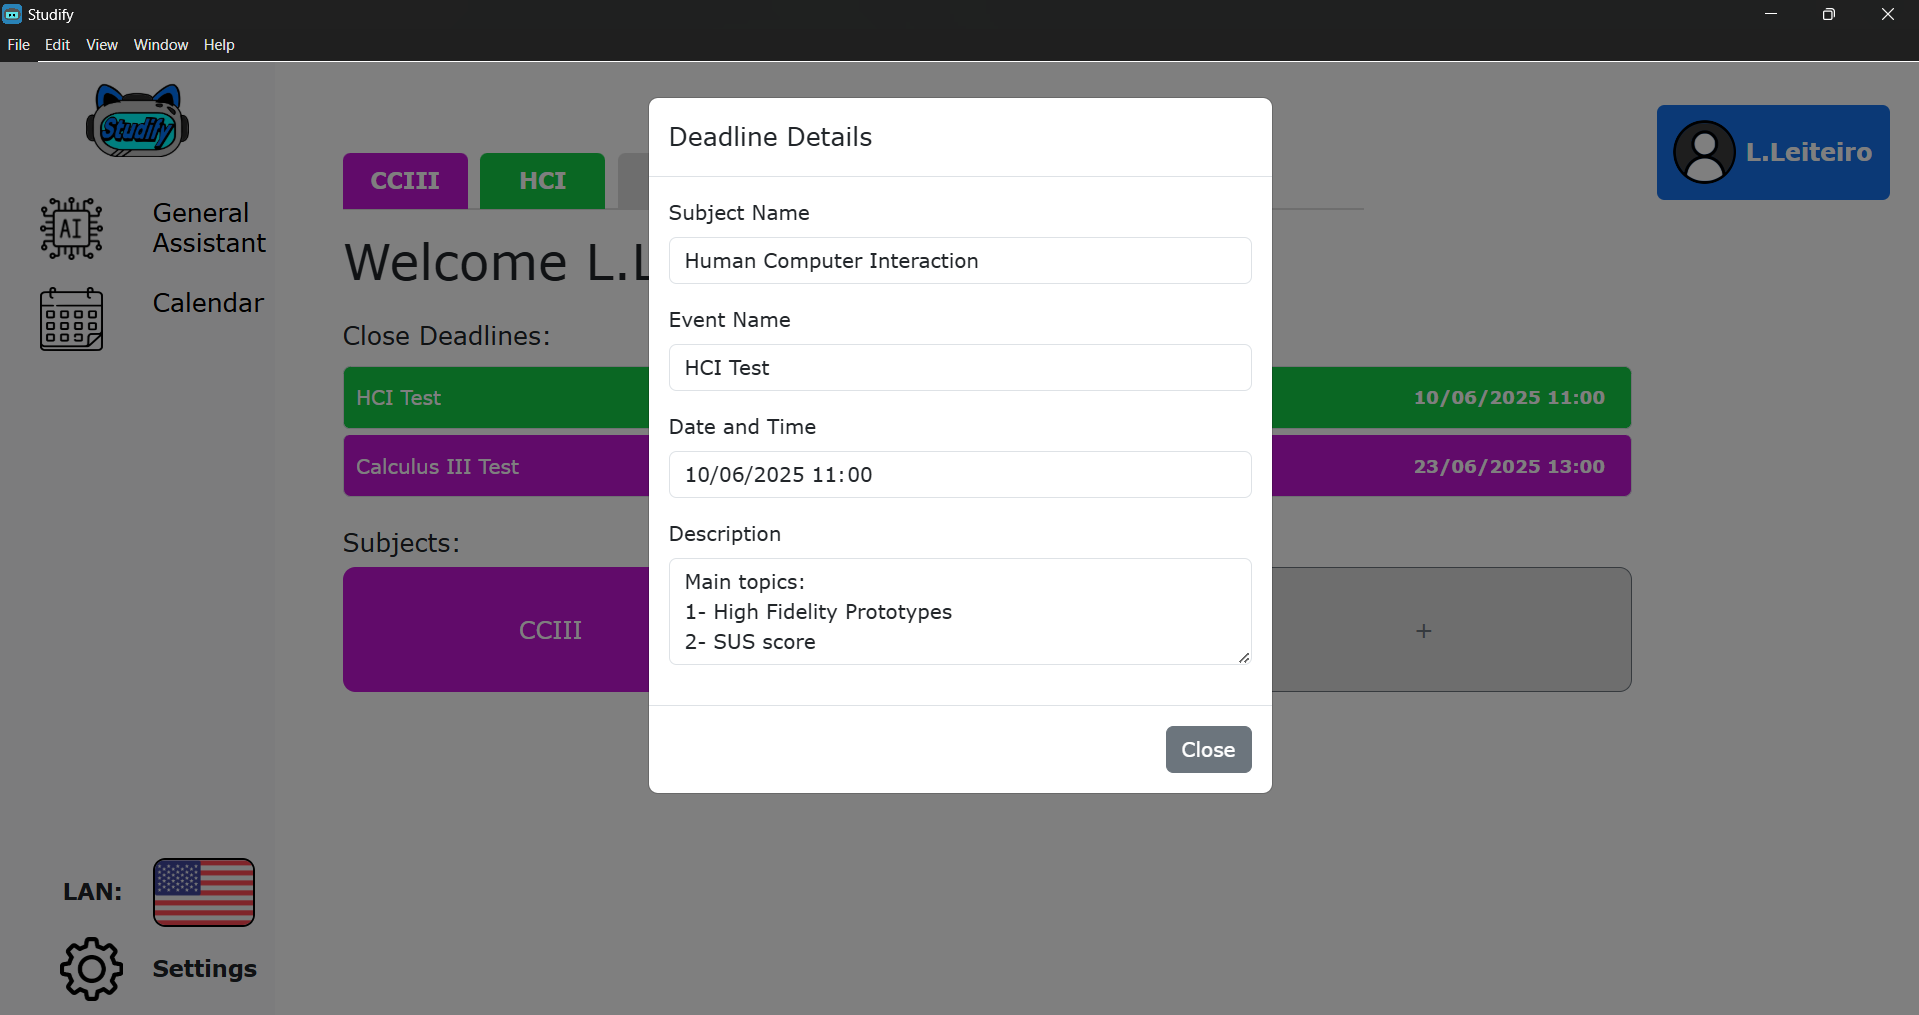 Studify
File Edit View Window Help
Studify
General
Assistant
Calendar
LAN:
Settings
CCIII HCI
L.Leiteiro
Welcome L.L
Close Deadlines:
HCI Test 10/06/2025 11:00
Calculus III Test 23/06/2025 13:00
Subjects:
CCIII +
Deadline Details
Subject Name
Human Computer Interaction
Event Name
HCI Test
Date and Time
10/06/2025 11:00
Description
Main topics:
1- High Fidelity Prototypes
2- SUS score
Close
AI